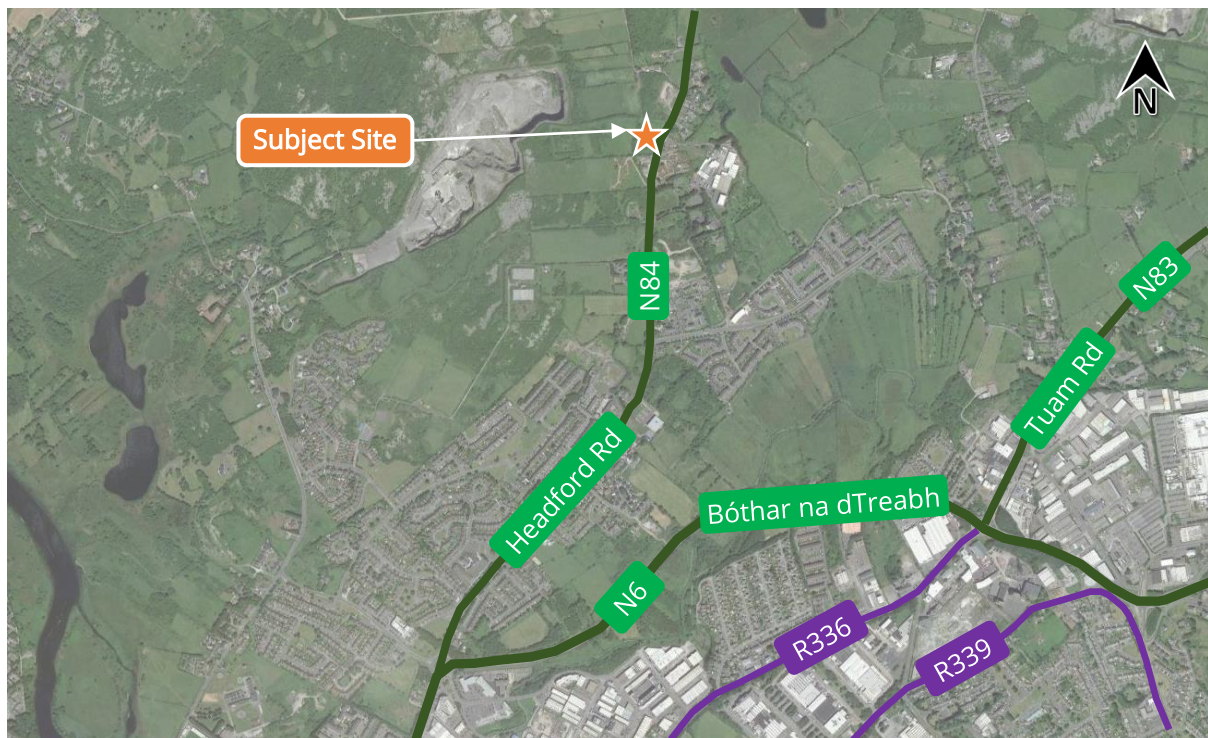 N
Subject Site
N84
N83
Tuam Rd
Headford Rd
Bóthar na dTreabh
N6
R336
R339